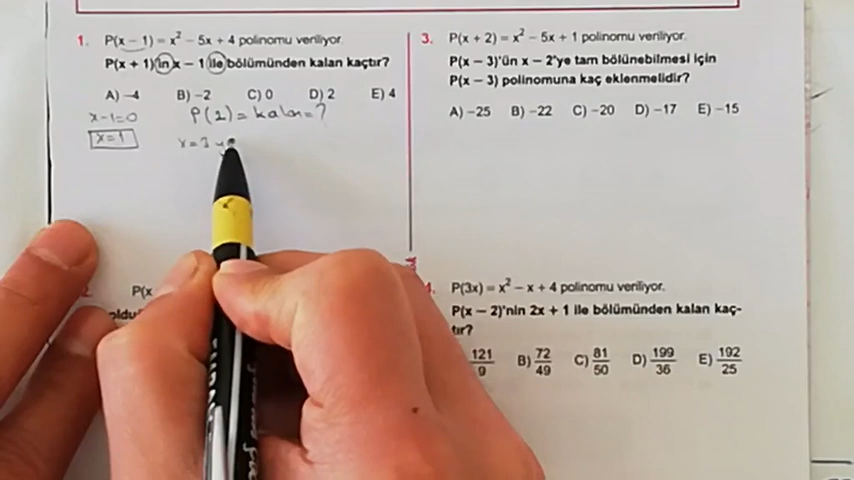 1. P(x − 1) = x² − 5x + 4 polinomu veriliyor.
P(x + 1)'in x − 1 ile bölümünden kalan kaçtır?
A) −4 B) −2 C) 0 D) 2 E) 4
x-1=0 P(2) = kalan = ?
x=1 x=3
P(x
3. P(x + 2) = x² − 5x + 1 polinomu veriliyor.
P(x − 3)'ün x − 2'ye tam bölünebilmesi için
P(x − 3) polinomuna kaç eklenmelidir?
A) −25 B) −22 C) −20 D) −17 E) −15
P(3x) = x² − x + 4 polinomu veriliyor.
P(x − 2)'nin 2x + 1 ile bölümünden kalan kaç-
tır?
121/9 B) 72/49 C) 81/50 D) 199/36 E) 192/25